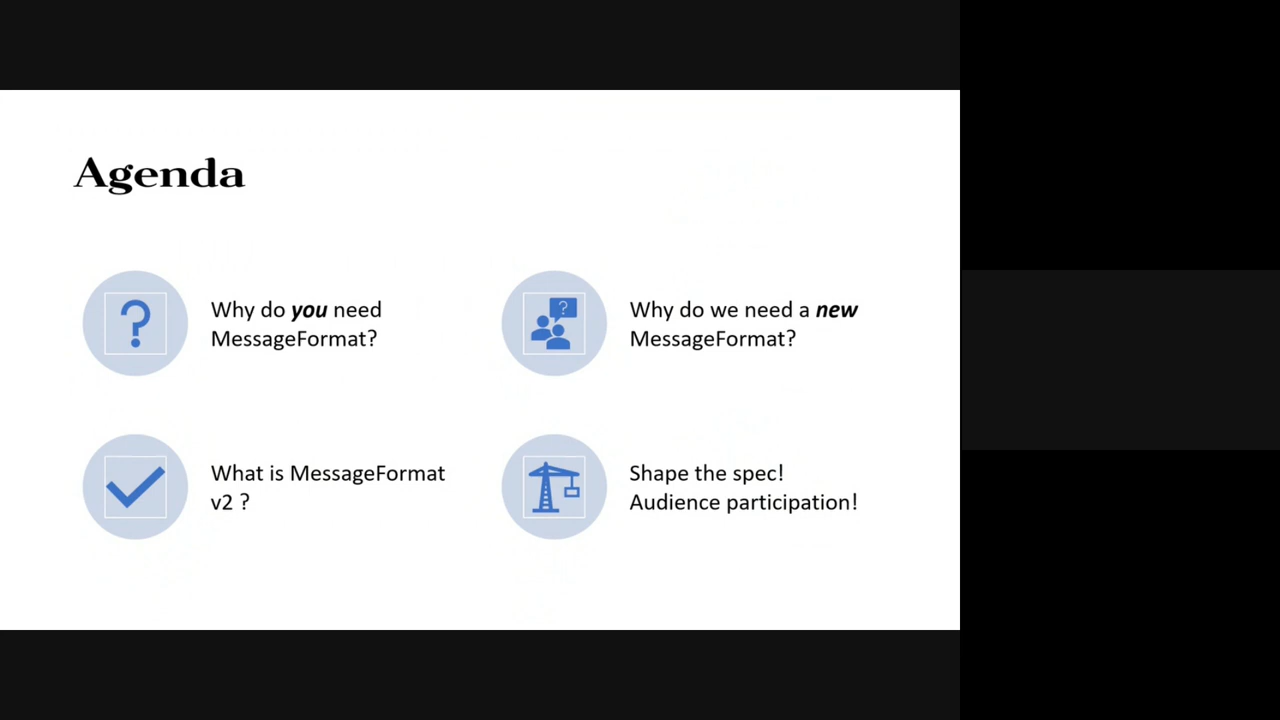 Agenda
Why do you need
MessageFormat?
Why do we need a new
MessageFormat?
What is MessageFormat
v2 ?
Shape the spec!
Audience participation!